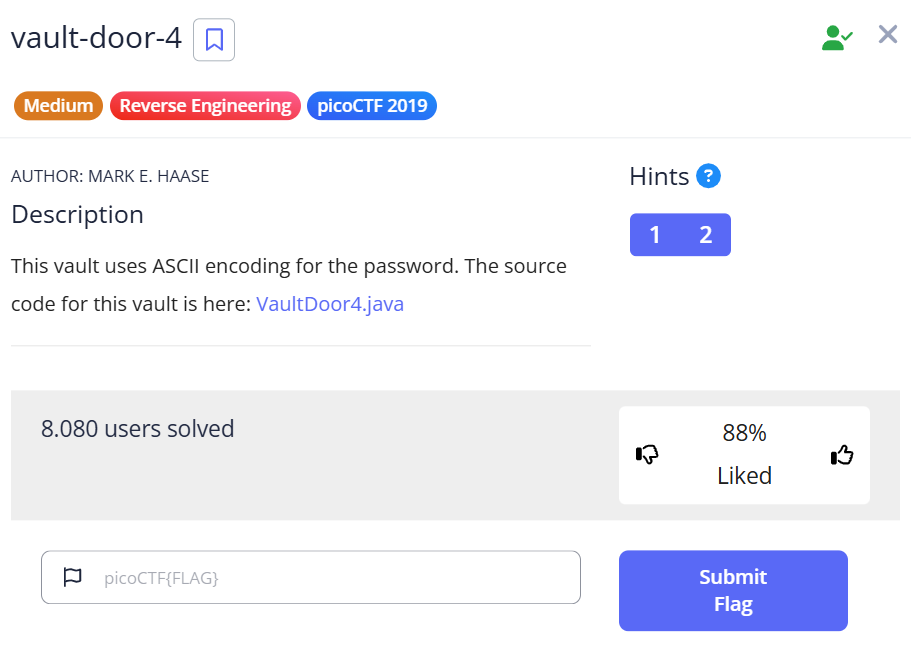 vault-door-4
Medium
Reverse Engineering
picoCTF 2019
AUTHOR: MARK E. HAASE
Description
This vault uses ASCII encoding for the password. The source
code for this vault is here: VaultDoor4.java
Hints ?
1 2
8.080 users solved
88%
Liked
picoCTF{FLAG}
Submit
Flag